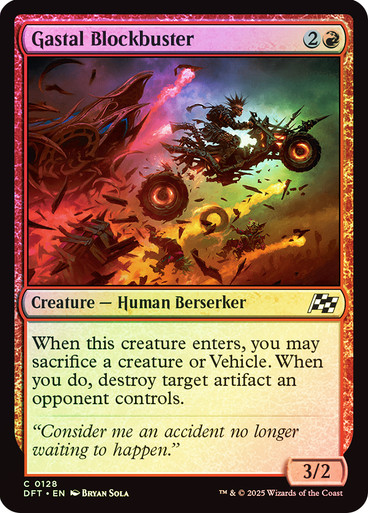 Gastal Blockbuster 2
Creature — Human Berserker
When this creature enters, you may
sacrifice a creature or Vehicle. When
you do, destroy target artifact an
opponent controls.
“Consider me an accident no longer
waiting to happen.”
3/2
C 0128
DFT • EN Bryan Sola
™ & © 2025 Wizards of the Coast